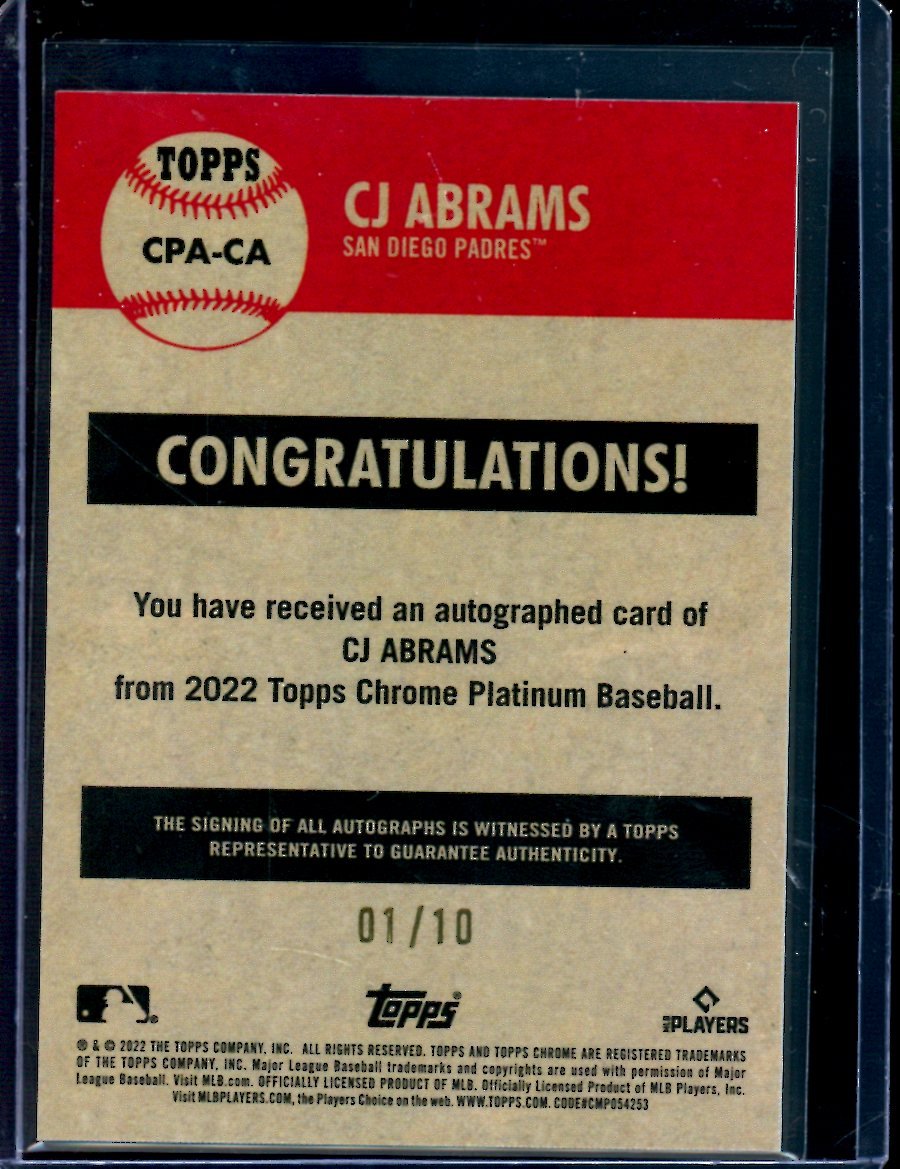 TOPPS
CPA-CA
CJ ABRAMS
SAN DIEGO PADRES™
CONGRATULATIONS!
You have received an autographed card of
CJ ABRAMS
from 2022 Topps Chrome Platinum Baseball.
THE SIGNING OF ALL AUTOGRAPHS IS WITNESSED BY A TOPPS
REPRESENTATIVE TO GUARANTEE AUTHENTICITY.
01/10
topps®
MLB PLAYERS
® & © 2022 THE TOPPS COMPANY, INC. ALL RIGHTS RESERVED. TOPPS AND TOPPS CHROME ARE REGISTERED TRADEMARKS
OF THE TOPPS COMPANY, INC. Major League Baseball trademarks and copyrights are used with permission of Major
League Baseball. Visit MLB.com. OFFICIALLY LICENSED PRODUCT OF MLB. Officially Licensed Product of MLB Players, Inc.
Visit MLBPLAYERS.COM, the Players Choice on the web. WWW.TOPPS.COM. CODE#CMP054253